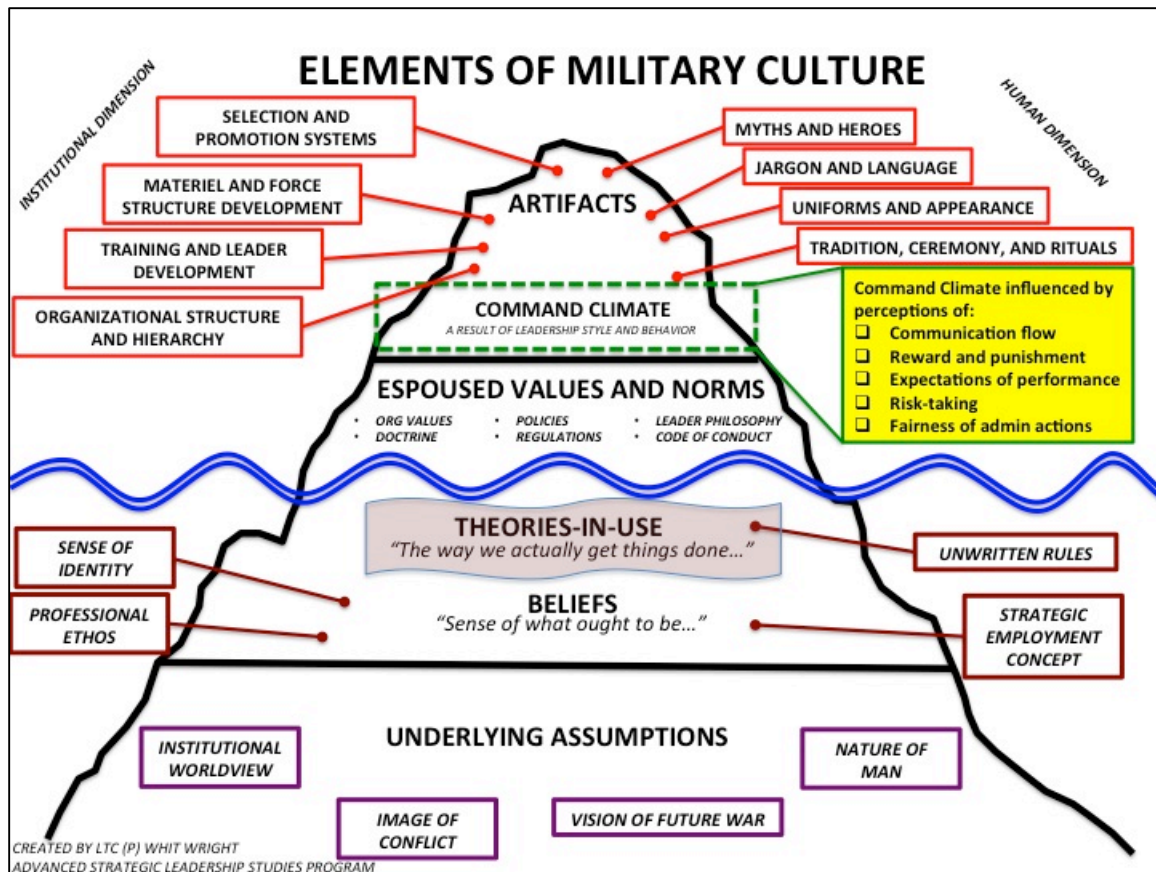 ELEMENTS OF MILITARY CULTURE
INSTITUTIONAL DIMENSION
HUMAN DIMENSION
SELECTION AND
PROMOTION SYSTEMS
MATERIEL AND FORCE
STRUCTURE DEVELOPMENT
TRAINING AND LEADER
DEVELOPMENT
ORGANIZATIONAL STRUCTURE
AND HIERARCHY
MYTHS AND HEROES
JARGON AND LANGUAGE
UNIFORMS AND APPEARANCE
TRADITION, CEREMONY, AND RITUALS
ARTIFACTS
COMMAND CLIMATE
A RESULT OF LEADERSHIP STYLE AND BEHAVIOR
Command Climate influenced by
perceptions of:
❑ Communication flow
❑ Reward and punishment
❑ Expectations of performance
❑ Risk-taking
❑ Fairness of admin actions
ESPOUSED VALUES AND NORMS
• ORG VALUES • POLICIES • LEADER PHILOSOPHY
• DOCTRINE • REGULATIONS • CODE OF CONDUCT
THEORIES-IN-USE
"The way we actually get things done…"
UNWRITTEN RULES
SENSE OF
IDENTITY
PROFESSIONAL
ETHOS
BELIEFS
"Sense of what ought to be…"
STRATEGIC
EMPLOYMENT
CONCEPT
UNDERLYING ASSUMPTIONS
INSTITUTIONAL
WORLDVIEW
IMAGE OF
CONFLICT
VISION OF FUTURE WAR
NATURE OF
MAN
CREATED BY LTC (P) WHIT WRIGHT
ADVANCED STRATEGIC LEADERSHIP STUDIES PROGRAM